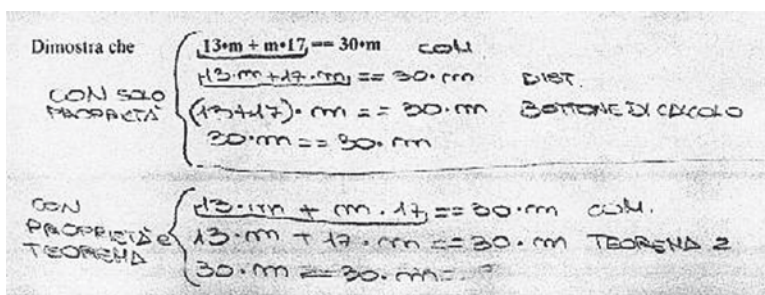 Dimostra che 13•m + m•17 == 30•m COM
CON SOLO PROPRIETÀ
13·m+17·m == 30·m DIST.
(13+17)·m == 30·m BOTTONE DI CALCOLO
30·m == 30·m
CON PROPRIETÀ e TEOREMA
13·m + m·17 == 30·m COM.
13·m + 17·m == 30·m TEOREMA 2
30·m == 30·m